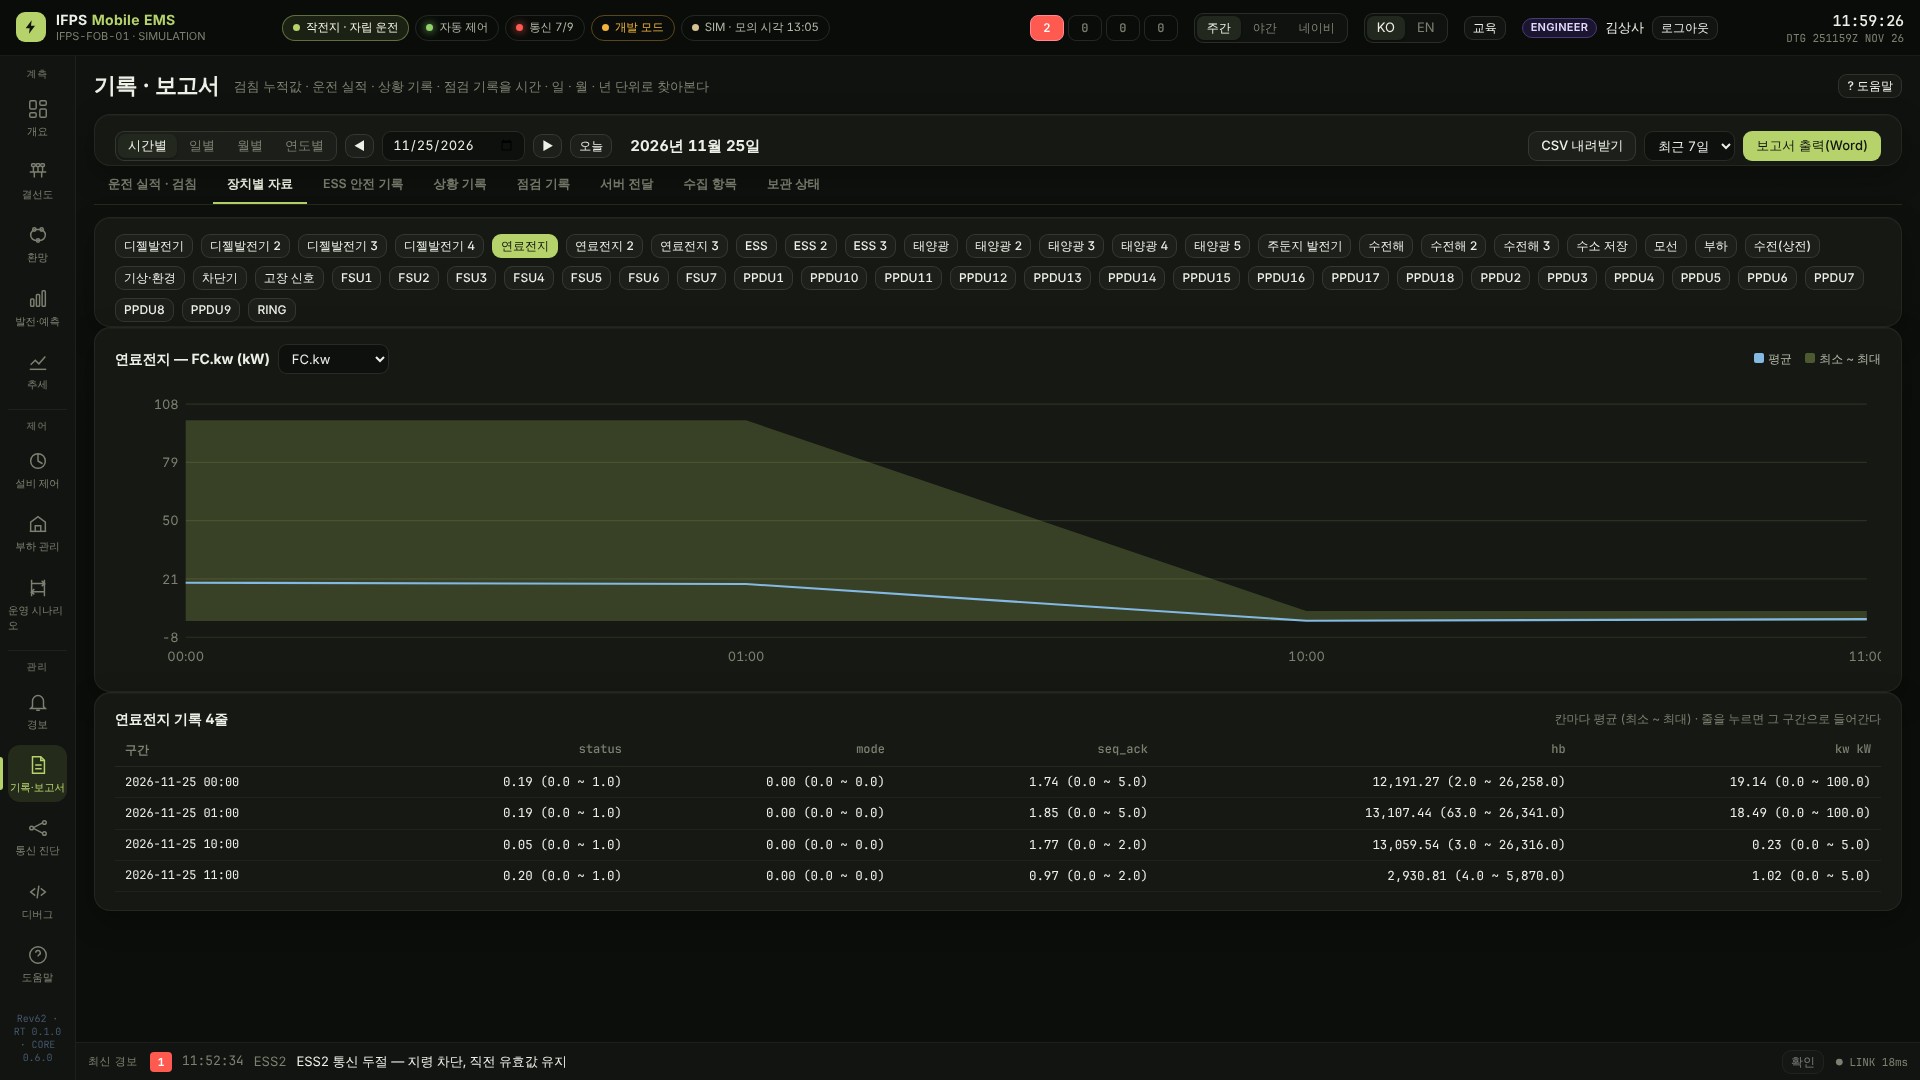 IFPS Mobile EMS
IFPS-FOB-01 · SIMULATION
작전지 · 자립 운전
자동 제어
통신 7/9
개발 모드
SIM · 모의 시각 13:05
2 0 0 0
주간 야간 네이비
KO EN
교육
ENGINEER 김상사 로그아웃
11:59:26
DTG 251159Z NOV 26
계측
개요
결선도
환망
발전·예측
추세
제어
설비 제어
부하 관리
운영 시나리
오
관리
경보
기록·보고서
통신 진단
디버그
도움말
Rev62 ·
RT 0.1.0
· CORE
0.6.0
기록 · 보고서 검침 누적값 · 운전 실적 · 상황 기록 · 점검 기록을 시간 · 일 · 월 · 년 단위로 찾아본다
? 도움말
시간별 일별 월별 연도별 ◀ 11/25/2026 ▶ 오늘 2026년 11월 25일
CSV 내려받기 최근 7일 보고서 출력(Word)
운전 실적 · 검침 장치별 자료 ESS 안전 기록 상황 기록 점검 기록 서버 전달 수집 항목 보관 상태
디젤발전기 디젤발전기 2 디젤발전기 3 디젤발전기 4 연료전지 연료전지 2 연료전지 3 ESS ESS 2 ESS 3 태양광 태양광 2 태양광 3 태양광 4 태양광 5 주둔지 발전기 수전해 수전해 2 수전해 3 수소 저장 모선 부하 수전(상전)
기상·환경 차단기 고장 신호 FSU1 FSU2 FSU3 FSU4 FSU5 FSU6 FSU7 PPDU1 PPDU10 PPDU11 PPDU12 PPDU13 PPDU14 PPDU15 PPDU16 PPDU17 PPDU18 PPDU2 PPDU3 PPDU4 PPDU5 PPDU6 PPDU7
PPDU8 PPDU9 RING
연료전지 — FC.kw (kW) FC.kw
평균 최소 ~ 최대
108
79
50
21
-8
00:00 01:00 10:00 11:00
연료전지 기록 4줄
칸마다 평균 (최소 ~ 최대) · 줄을 누르면 그 구간으로 들어간다
구간 status mode seq_ack hb kw kW
2026-11-25 00:00 0.19 (0.0 ~ 1.0) 0.00 (0.0 ~ 0.0) 1.74 (0.0 ~ 5.0) 12,191.27 (2.0 ~ 26,258.0) 19.14 (0.0 ~ 100.0)
2026-11-25 01:00 0.19 (0.0 ~ 1.0) 0.00 (0.0 ~ 0.0) 1.85 (0.0 ~ 5.0) 13,107.44 (63.0 ~ 26,341.0) 18.49 (0.0 ~ 100.0)
2026-11-25 10:00 0.05 (0.0 ~ 1.0) 0.00 (0.0 ~ 0.0) 1.77 (0.0 ~ 2.0) 13,059.54 (3.0 ~ 26,316.0) 0.23 (0.0 ~ 5.0)
2026-11-25 11:00 0.20 (0.0 ~ 1.0) 0.00 (0.0 ~ 0.0) 0.97 (0.0 ~ 2.0) 2,930.81 (4.0 ~ 5,870.0) 1.02 (0.0 ~ 5.0)
최신 경보 1 11:52:34 ESS2 ESS2 통신 두절 — 지령 차단, 직전 유효값 유지
확인 LINK 18ms